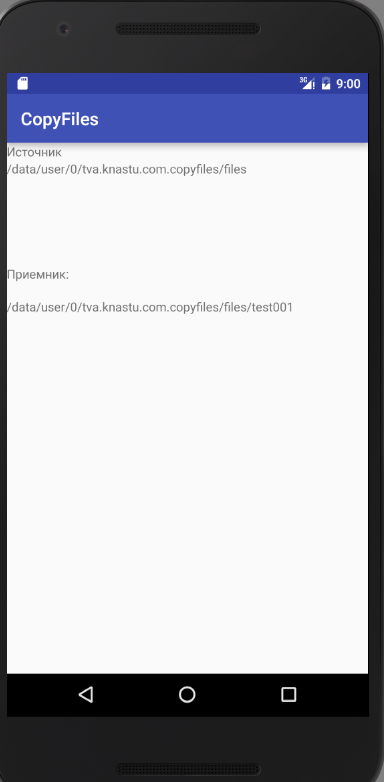 3G 9:00
CopyFiles
Источник
/data/user/0/tva.knastu.com.copyfiles/files
Приемник:
/data/user/0/tva.knastu.com.copyfiles/files/test001